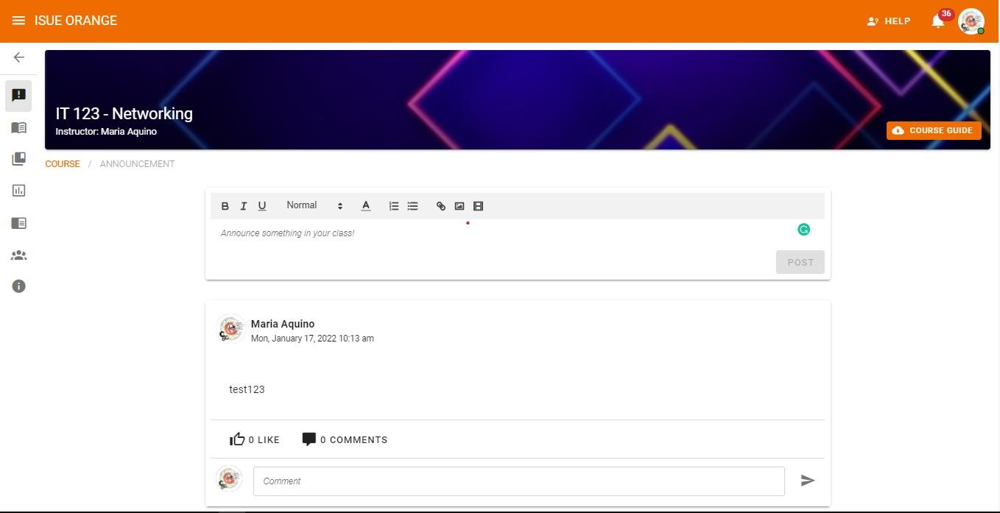 ISUE ORANGE
HELP
36
IT 123 - Networking
Instructor: Maria Aquino
COURSE GUIDE
COURSE / ANNOUNCEMENT
B I U Normal A
Announce something in your class!
POST
Maria Aquino
Mon, January 17, 2022 10:13 am
test123
0 LIKE 0 COMMENTS
Comment